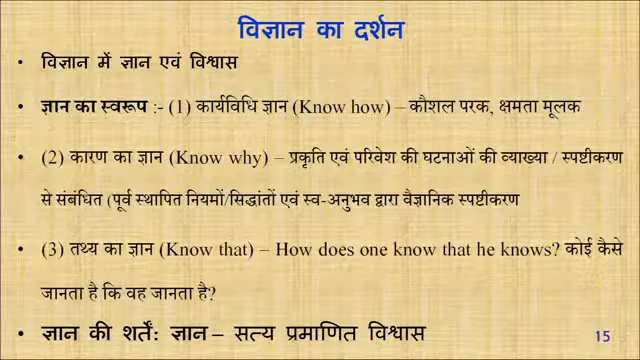 विज्ञान का दर्शन
• विज्ञान में ज्ञान एवं विश्वास
• ज्ञान का स्वरूप :- (1) कार्यविधि ज्ञान (Know how) – कौशल परक, क्षमता मूलक
• (2) कारण का ज्ञान (Know why) – प्रकृति एवं परिवेश की घटनाओं की व्याख्या / स्पष्टीकरण
से संबंधित (पूर्व स्थापित नियमों/सिद्धांतों एवं स्व-अनुभव द्वारा वैज्ञानिक स्पष्टीकरण
• (3) तथ्य का ज्ञान (Know that) – How does one know that he knows? कोई कैसे
जानता है कि वह जानता है?
• ज्ञान की शर्तें: ज्ञान – सत्य प्रमाणित विश्वास
15